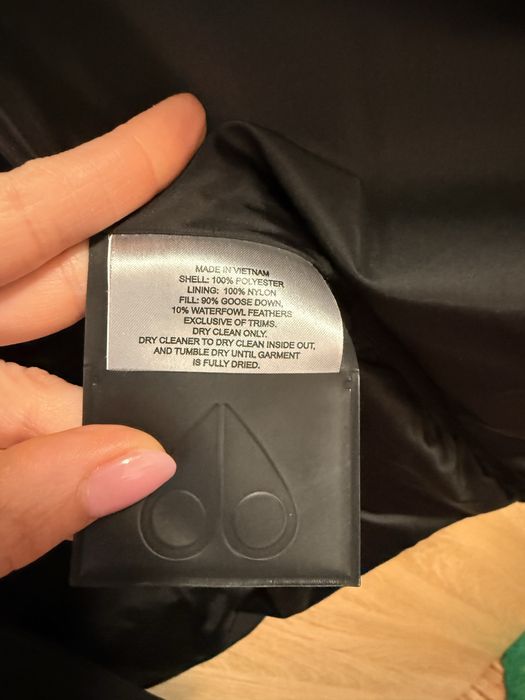 MADE IN VIETNAM
SHELL: 100% POLYESTER
LINING: 100% NYLON
FILL: 90% GOOSE DOWN,
10% WATERFOWL FEATHERS
EXCLUSIVE OF TRIMS.
DRY CLEAN ONLY.
DRY CLEANER TO DRY CLEAN INSIDE OUT,
AND TUMBLE DRY UNTIL GARMENT
IS FULLY DRIED.